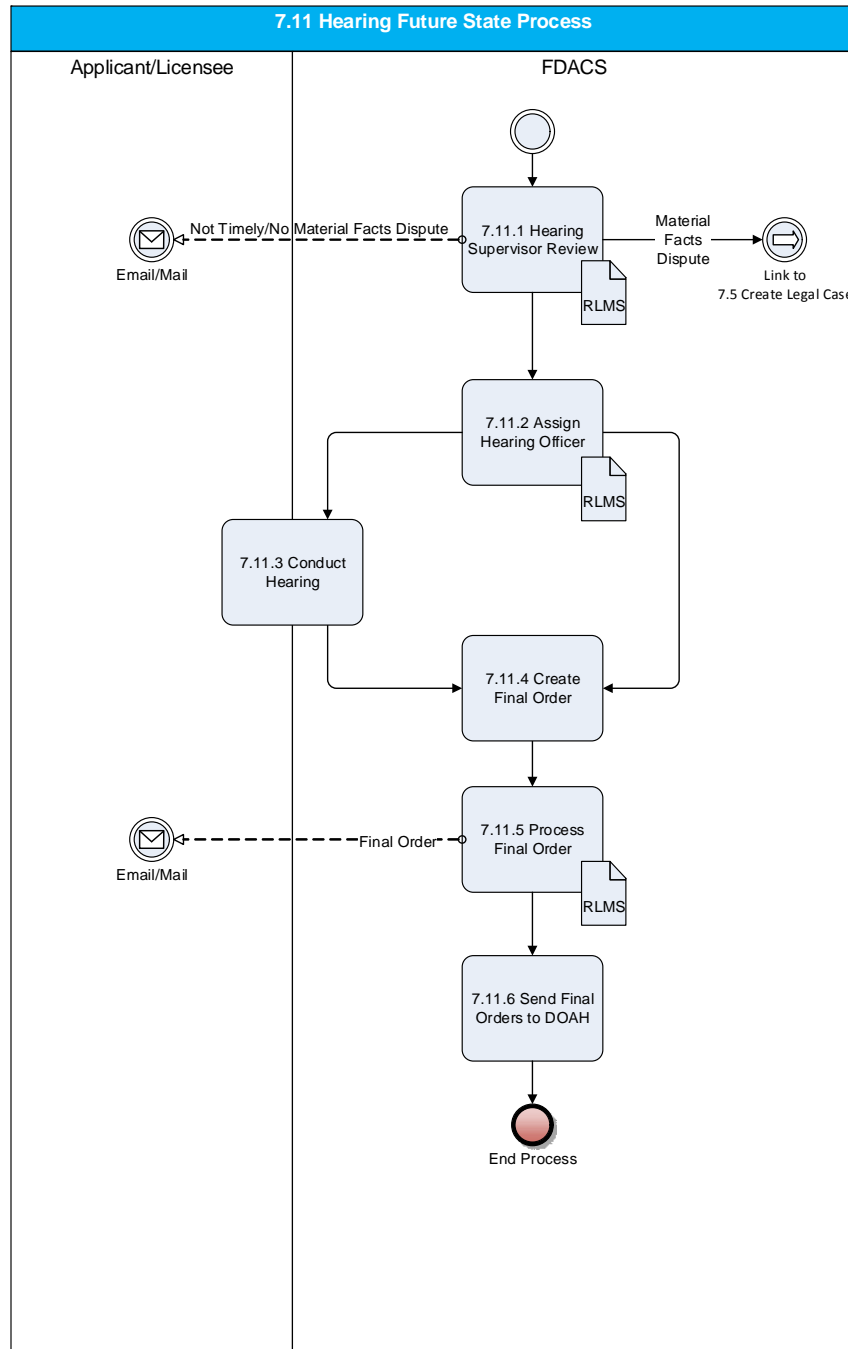 7.11 Hearing Future State Process
Applicant/Licensee
FDACS
Not Timely/No Material Facts Dispute
Email/Mail
7.11.1 Hearing
Supervisor Review
RLMS
Material
Facts
Dispute
Link to
7.5 Create Legal Case
7.11.2 Assign
Hearing Officer
RLMS
7.11.3 Conduct
Hearing
7.11.4 Create
Final Order
Final Order
Email/Mail
7.11.5 Process
Final Order
RLMS
7.11.6 Send Final
Orders to DOAH
End Process